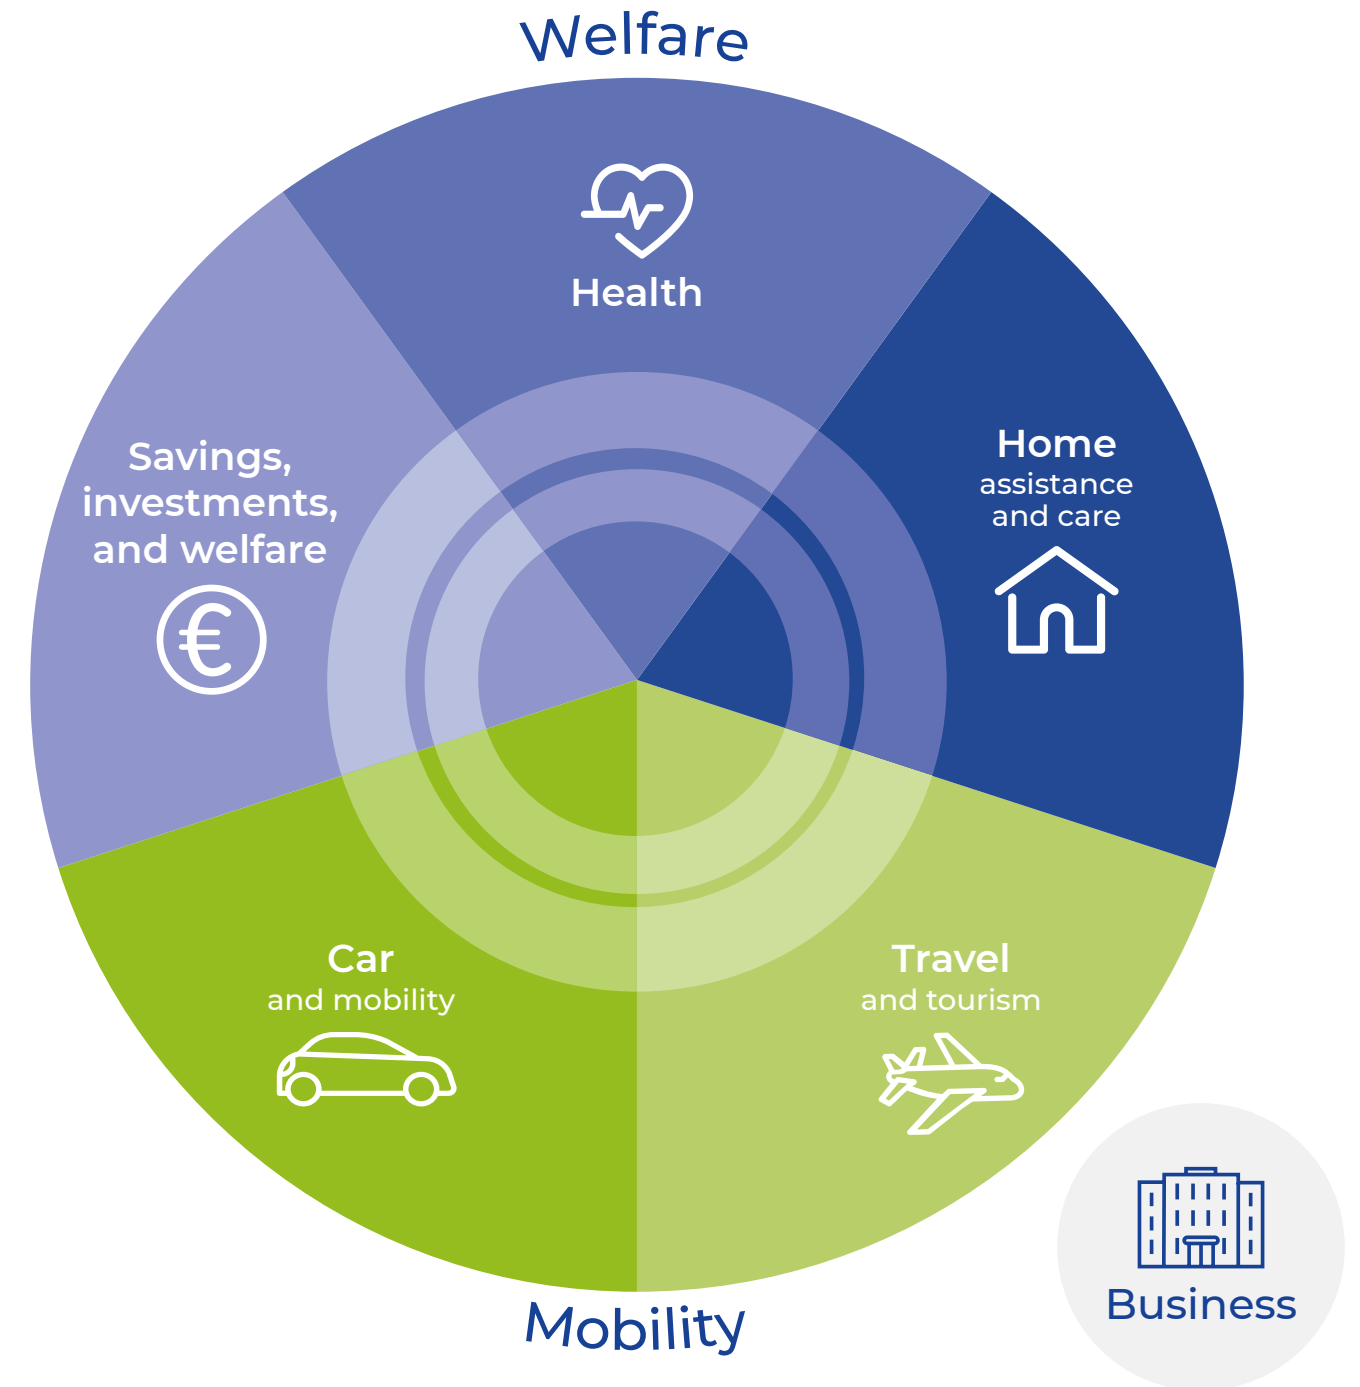 Welfare
Health
Savings,
investments,
and welfare
€
Home
assistance
and care
Car
and mobility
Travel
and tourism
Business
Mobility